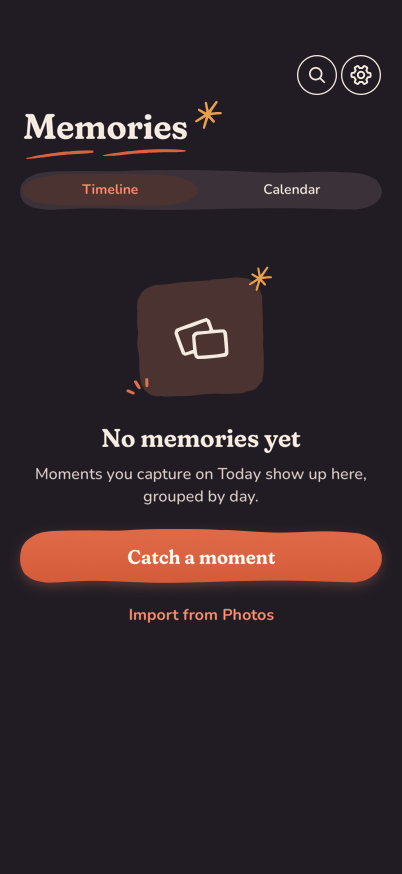 Memories
Timeline
Calendar
No memories yet
Moments you capture on Today show up here,
grouped by day.
Catch a moment
Import from Photos